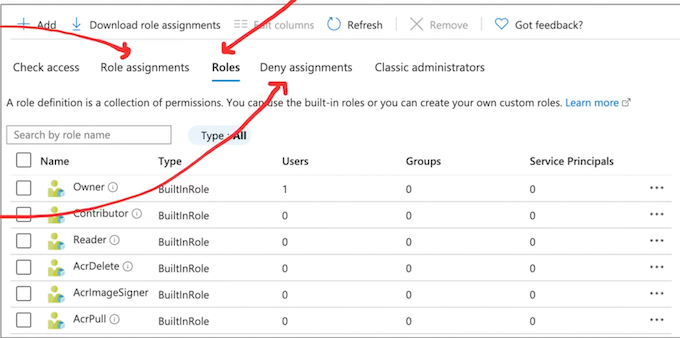 Add Download role assignments Edit columns Refresh Remove Got feedback?
Check access Role assignments Roles Deny assignments Classic administrators
A role definition is a collection of permissions. You can use the built-in roles or you can create your own custom roles. Learn more
Search by role name Type : All
Name Type Users Groups Service Principals
Owner BuiltInRole 1 0 0
Contributor BuiltInRole 0 0 0
Reader BuiltInRole 0 0 0
AcrDelete BuiltInRole 0 0 0
AcrImageSigner BuiltInRole 0 0 0
AcrPull BuiltInRole 0 0 0